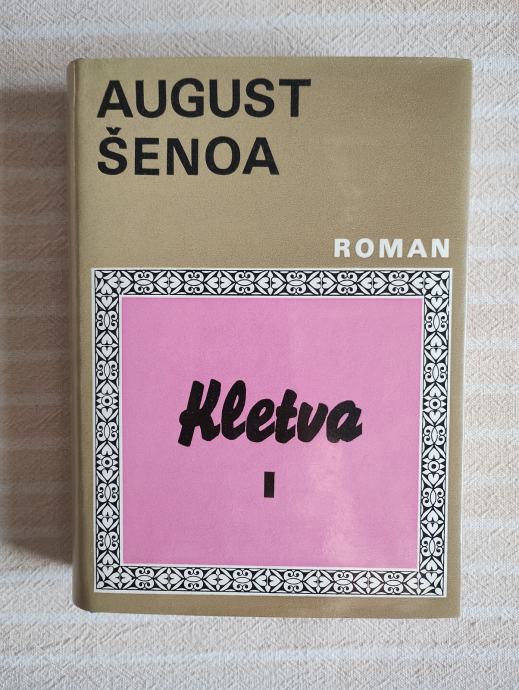 AUGUST
ŠENOA
ROMAN
Kletva
I